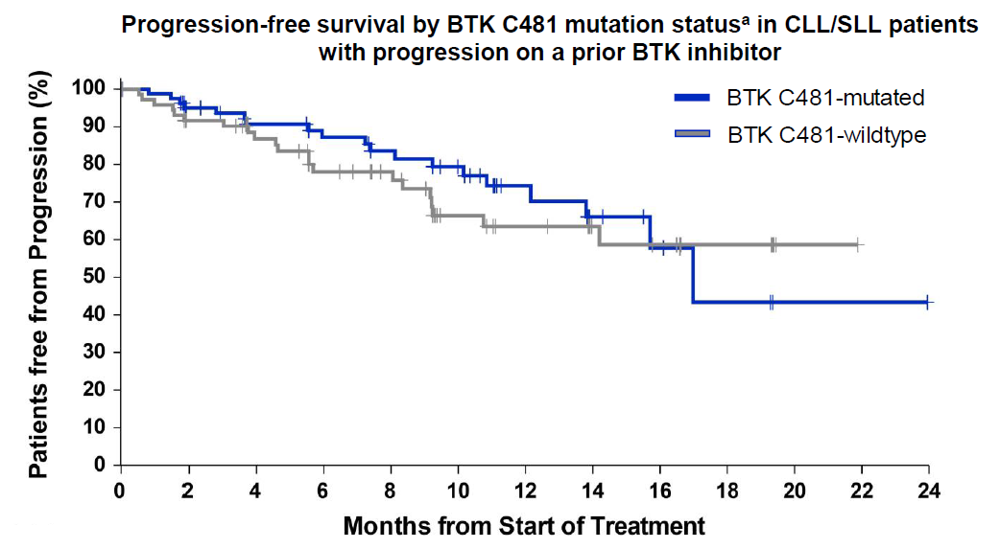 Progression-free survival by BTK C481 mutation statusᵃ in CLL/SLL patients
with progression on a prior BTK inhibitor
BTK C481-mutated
BTK C481-wildtype
Patients free from Progression (%)
100
90
80
70
60
50
40
30
20
10
0
0 2 4 6 8 10 12 14 16 18 20 22 24
Months from Start of Treatment